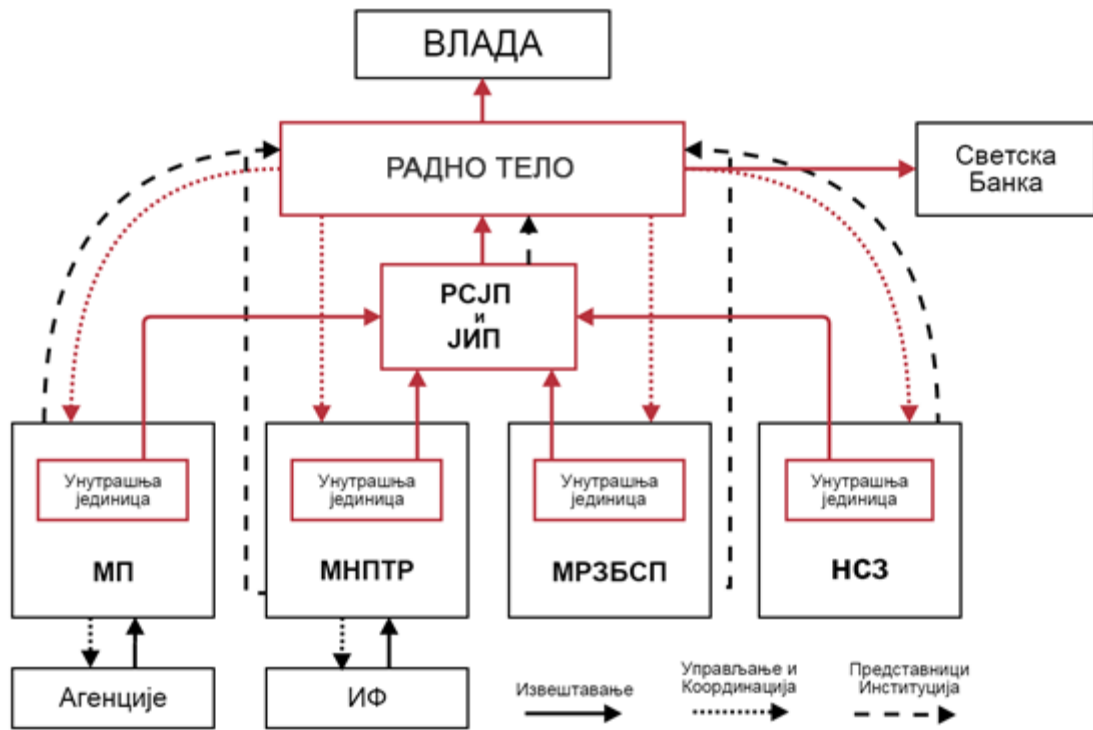 ВЛАДА
РАДНО ТЕЛО
Светска
Банка
РСЈП
и
ЈИП
Унутрашња
јединица
МП
Унутрашња
јединица
МНПТР
Унутрашња
јединица
МРЗБСП
Унутрашња
јединица
НСЗ
Агенције
ИФ
Извештавање
Управљање и
Координација
Представници
Институција